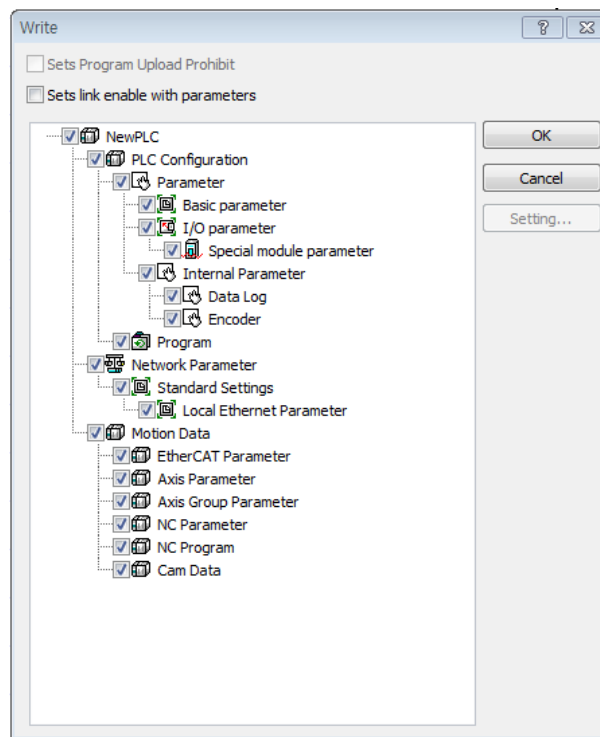 Write
Sets Program Upload Prohibit
Sets link enable with parameters
NewPLC
PLC Configuration
Parameter
Basic parameter
I/O parameter
Special module parameter
Internal Parameter
Data Log
Encoder
Program
Network Parameter
Standard Settings
Local Ethernet Parameter
Motion Data
EtherCAT Parameter
Axis Parameter
Axis Group Parameter
NC Parameter
NC Program
Cam Data
OK
Cancel
Setting...